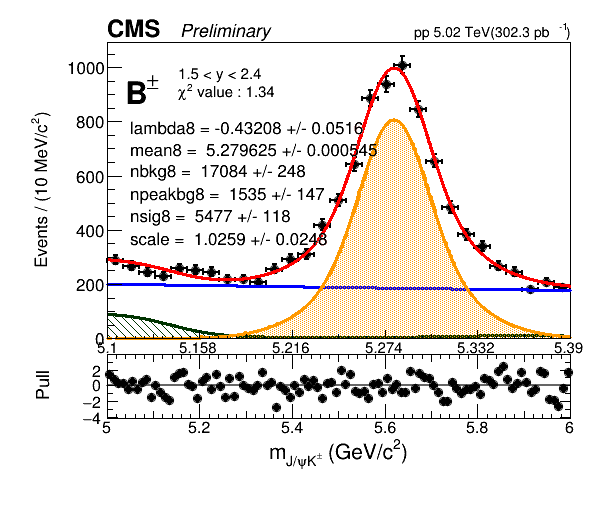 CMS Preliminary pp 5.02 TeV(302.3 pb⁻¹)
B± 1.5 < y < 2.4
χ² value : 1.34
lambda8 = -0.43208 +/- 0.0516
mean8 = 5.279625 +/- 0.000545
nbkg8 = 17084 +/- 248
npeakbg8 = 1535 +/- 147
nsig8 = 5477 +/- 118
scale = 1.0259 +/- 0.0248
Events / (10 MeV/c²)
1000
800
600
400
200
0
5.1 5.158 5.216 5.274 5.332 5.39
Pull
2
0
−2
−4
5 5.2 5.4 5.6 5.8 6
m_{J/ψK±} (GeV/c²)